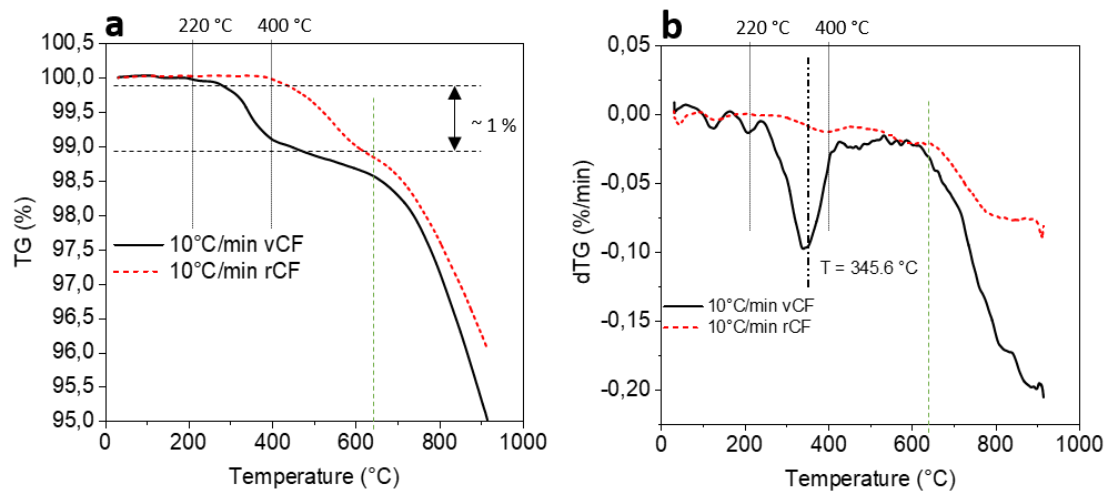 a
220 °C
400 °C
100,5
100,0
99,5
99,0
98,5
98,0
97,5
97,0
96,5
96,0
95,5
95,0
TG (%)
~ 1 %
10°C/min vCF
10°C/min rCF
0
200
400
600
800
1000
Temperature (°C)
b
220 °C
400 °C
0,05
0,00
-0,05
-0,10
-0,15
-0,20
dTG (%/min)
T = 345.6 °C
10°C/min vCF
10°C/min rCF
0
200
400
600
800
1000
Temperature (°C)